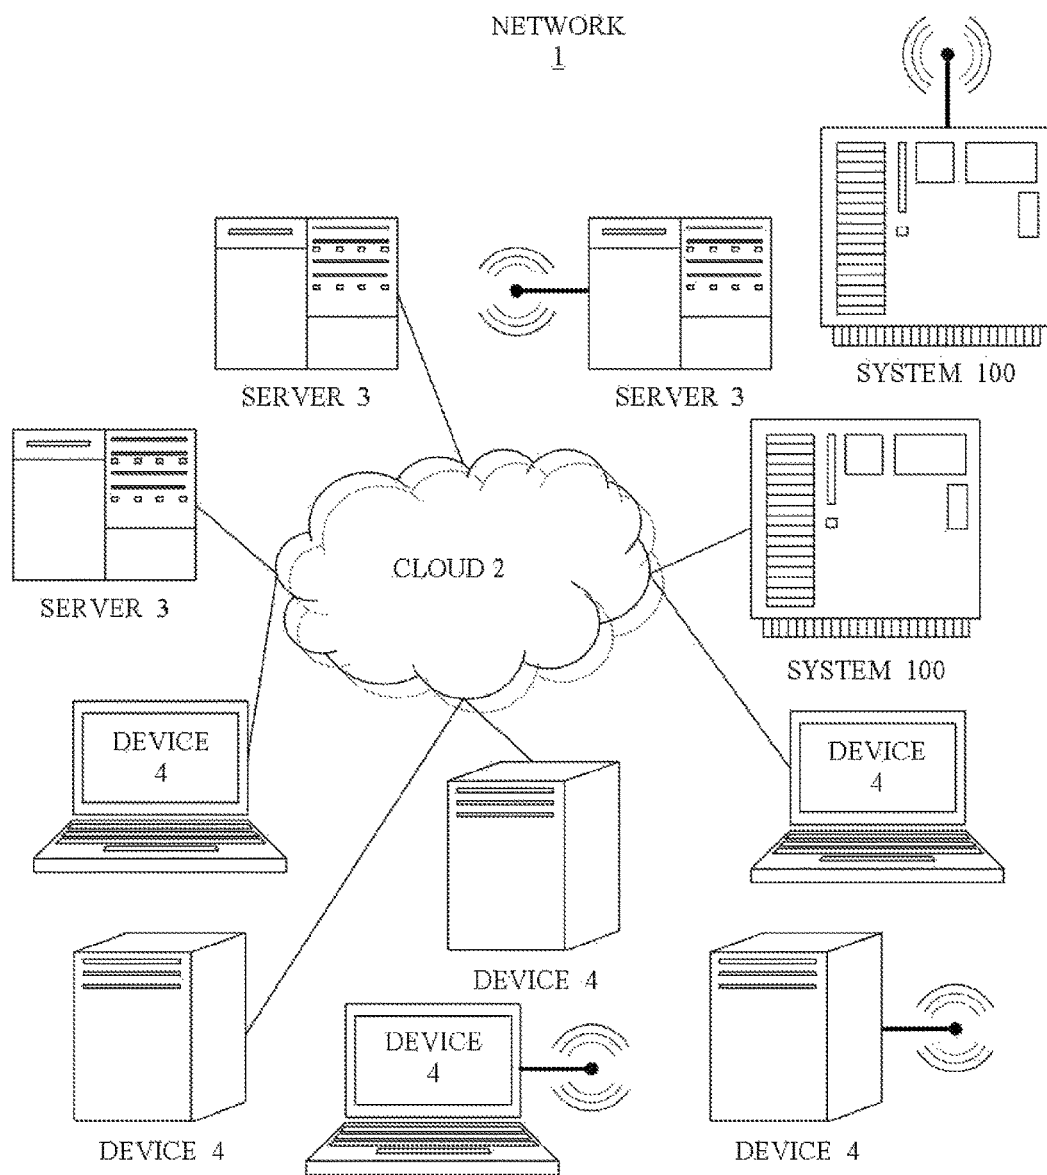 NETWORK
1
SYSTEM 100
SERVER 3
SERVER 3
CLOUD 2
SERVER 3
SYSTEM 100
DEVICE
4
DEVICE
4
DEVICE 4
DEVICE
4
DEVICE 4
DEVICE 4